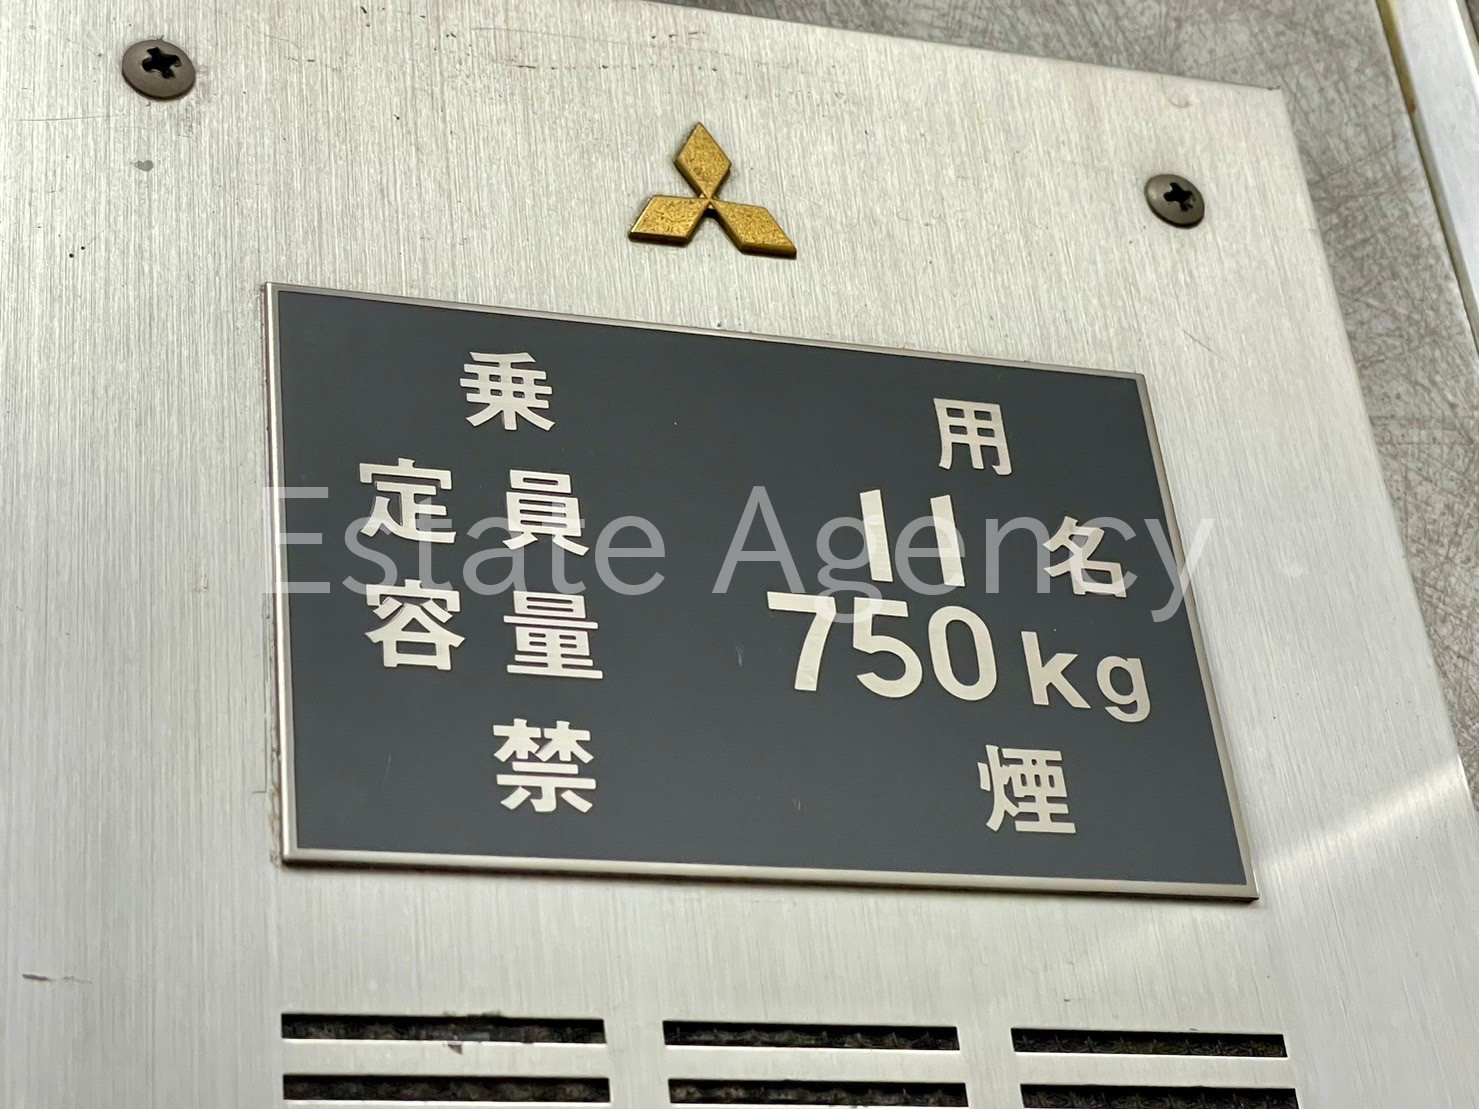 乗用
定員 11名
容量 750kg
禁煙
Estate Agency